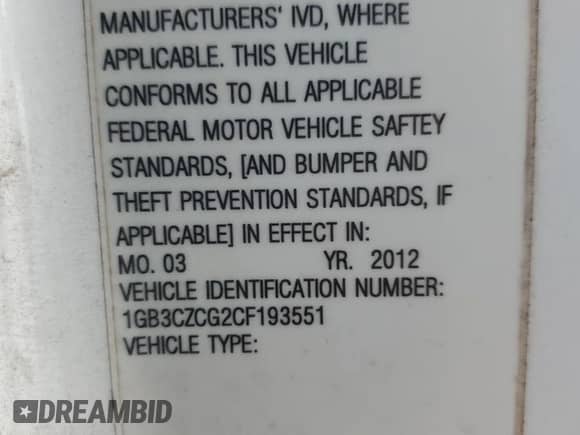 MANUFACTURERS' IVD, WHERE
APPLICABLE. THIS VEHICLE
CONFORMS TO ALL APPLICABLE
FEDERAL MOTOR VEHICLE SAFTEY
STANDARDS, [AND BUMPER AND
THEFT PREVENTION STANDARDS, IF
APPLICABLE] IN EFFECT IN:
MO. 03 YR. 2012
VEHICLE IDENTIFICATION NUMBER:
1GB3CZCG2CF193551
VEHICLE TYPE:
DREAMBID